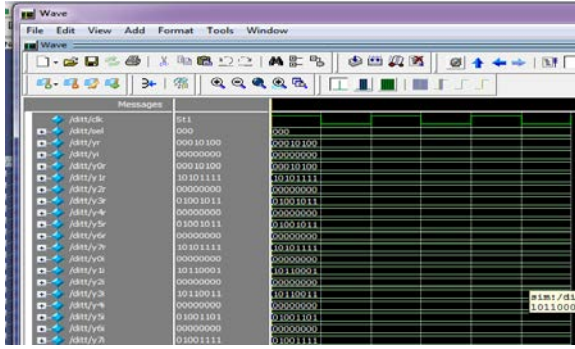 Wave
File Edit View Add Format Tools Window
Wave
Messages
/ditt/clk St1
/ditt/sel 000 000
/ditt/yr 00010100 00010100
/ditt/yi 00000000 00000000
/ditt/y0r 00010100 00010100
/ditt/y1r 10101111 10101111
/ditt/y2r 00000000 00000000
/ditt/y3r 01001011 01001011
/ditt/y4r 00000000 00000000
/ditt/y5r 01001011 01001011
/ditt/y6r 00000000 00000000
/ditt/y7r 10101111 10101111
/ditt/y0i 00000000 00000000
/ditt/y1i 10110001 10110001
/ditt/y2i 00000000 00000000
/ditt/y3i 10110011 10110011
/ditt/y4i 00000000 00000000
/ditt/y5i 01001101 01001101
/ditt/y6i 00000000 00000000
/ditt/y7i 01001111 01001111
sim:/di
1011000